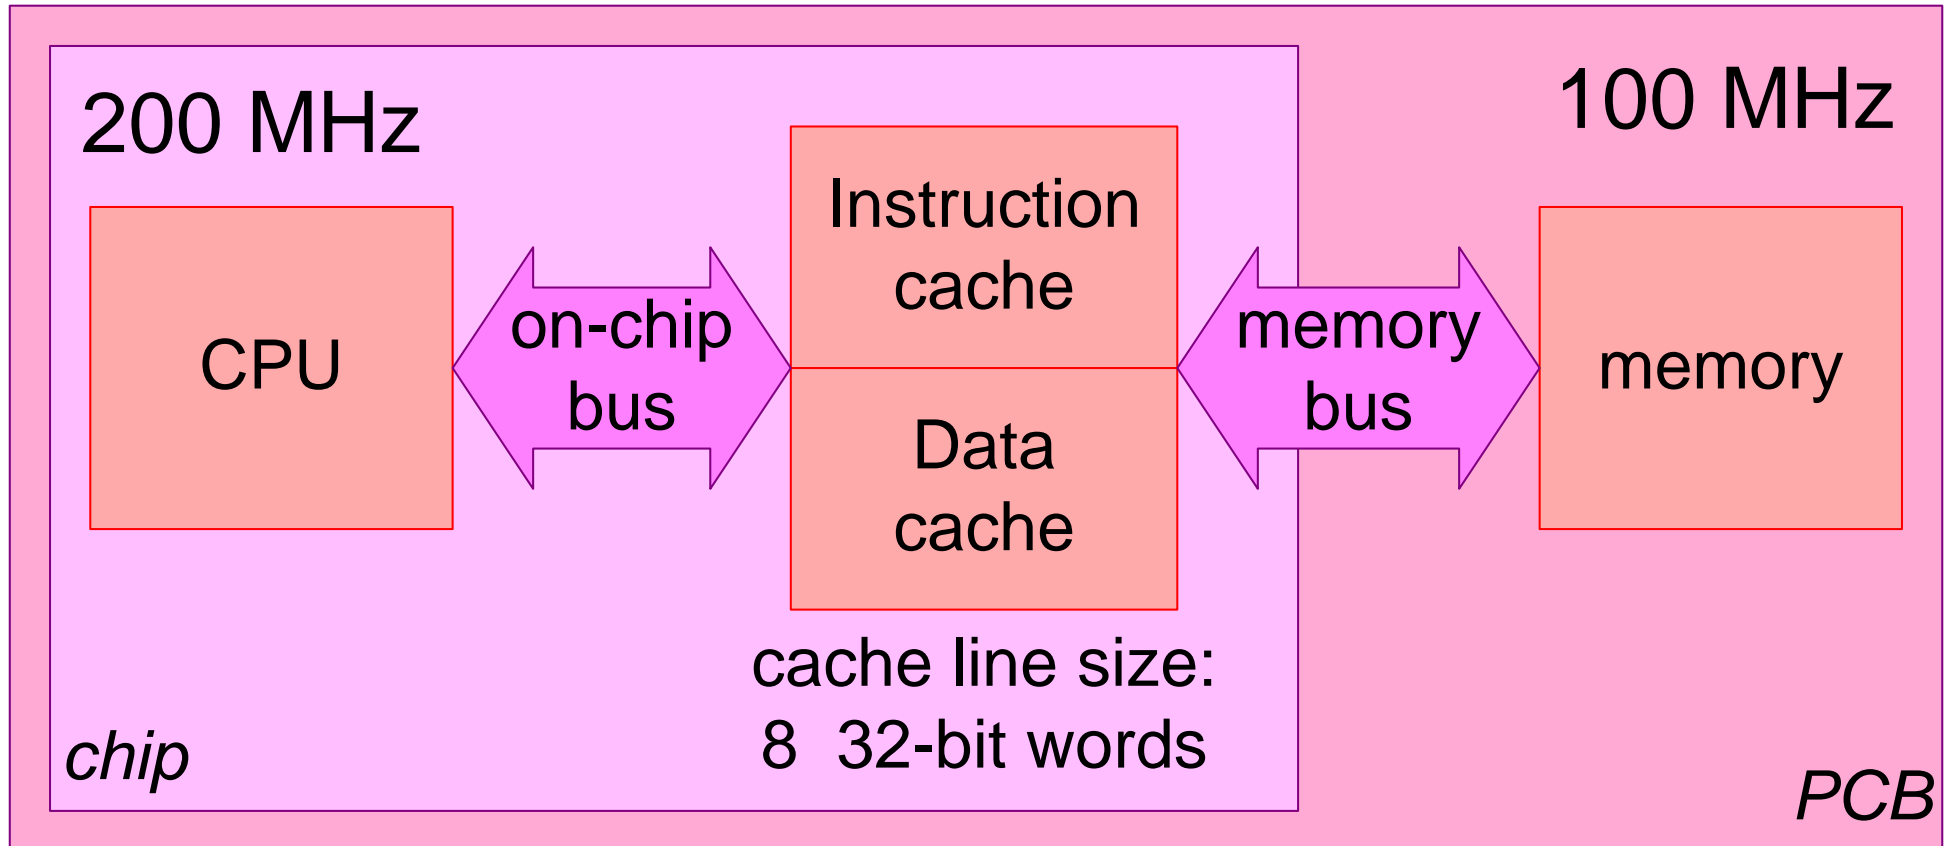 200 MHz
100 MHz
Instruction
cache
CPU
on-chip
bus
memory
bus
memory
Data
cache
cache line size:
8  32-bit words
chip
PCB